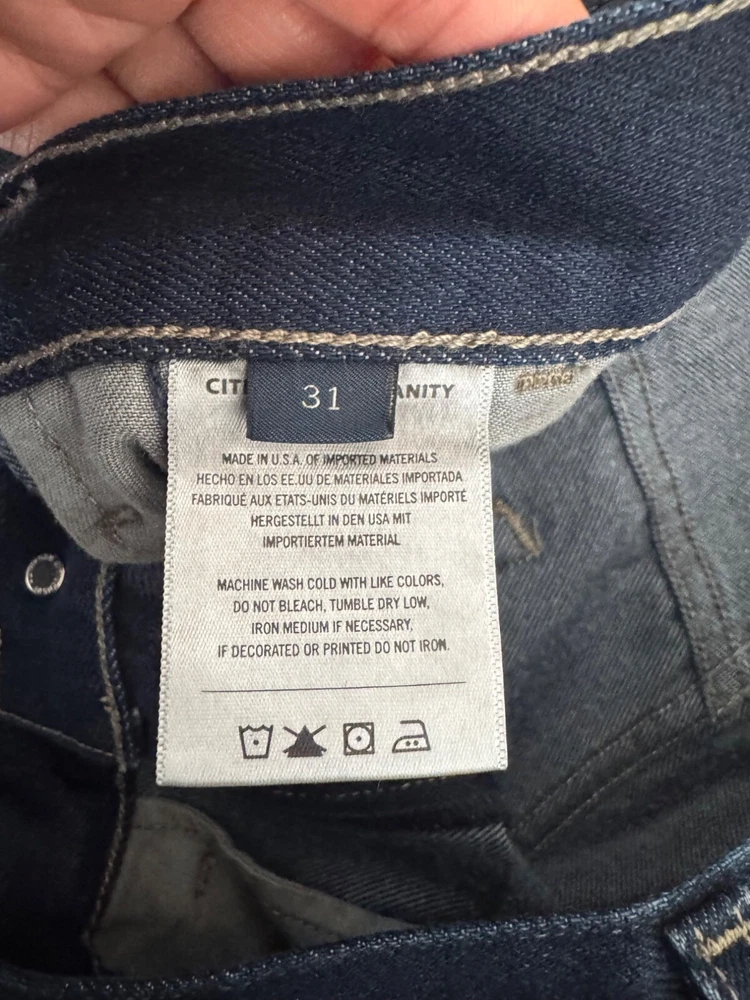 CIT 31 ANITY
MADE IN U.S.A. OF IMPORTED MATERIALS
HECHO EN LOS EE.UU DE MATERIALES IMPORTADA
FABRIQUÉ AUX ETATS-UNIS DU MATÉRIELS IMPORTÉ
HERGESTELLT IN DEN USA MIT
IMPORTIERTEM MATERIAL
MACHINE WASH COLD WITH LIKE COLORS,
DO NOT BLEACH, TUMBLE DRY LOW,
IRON MEDIUM IF NECESSARY,
IF DECORATED OR PRINTED DO NOT IRON.